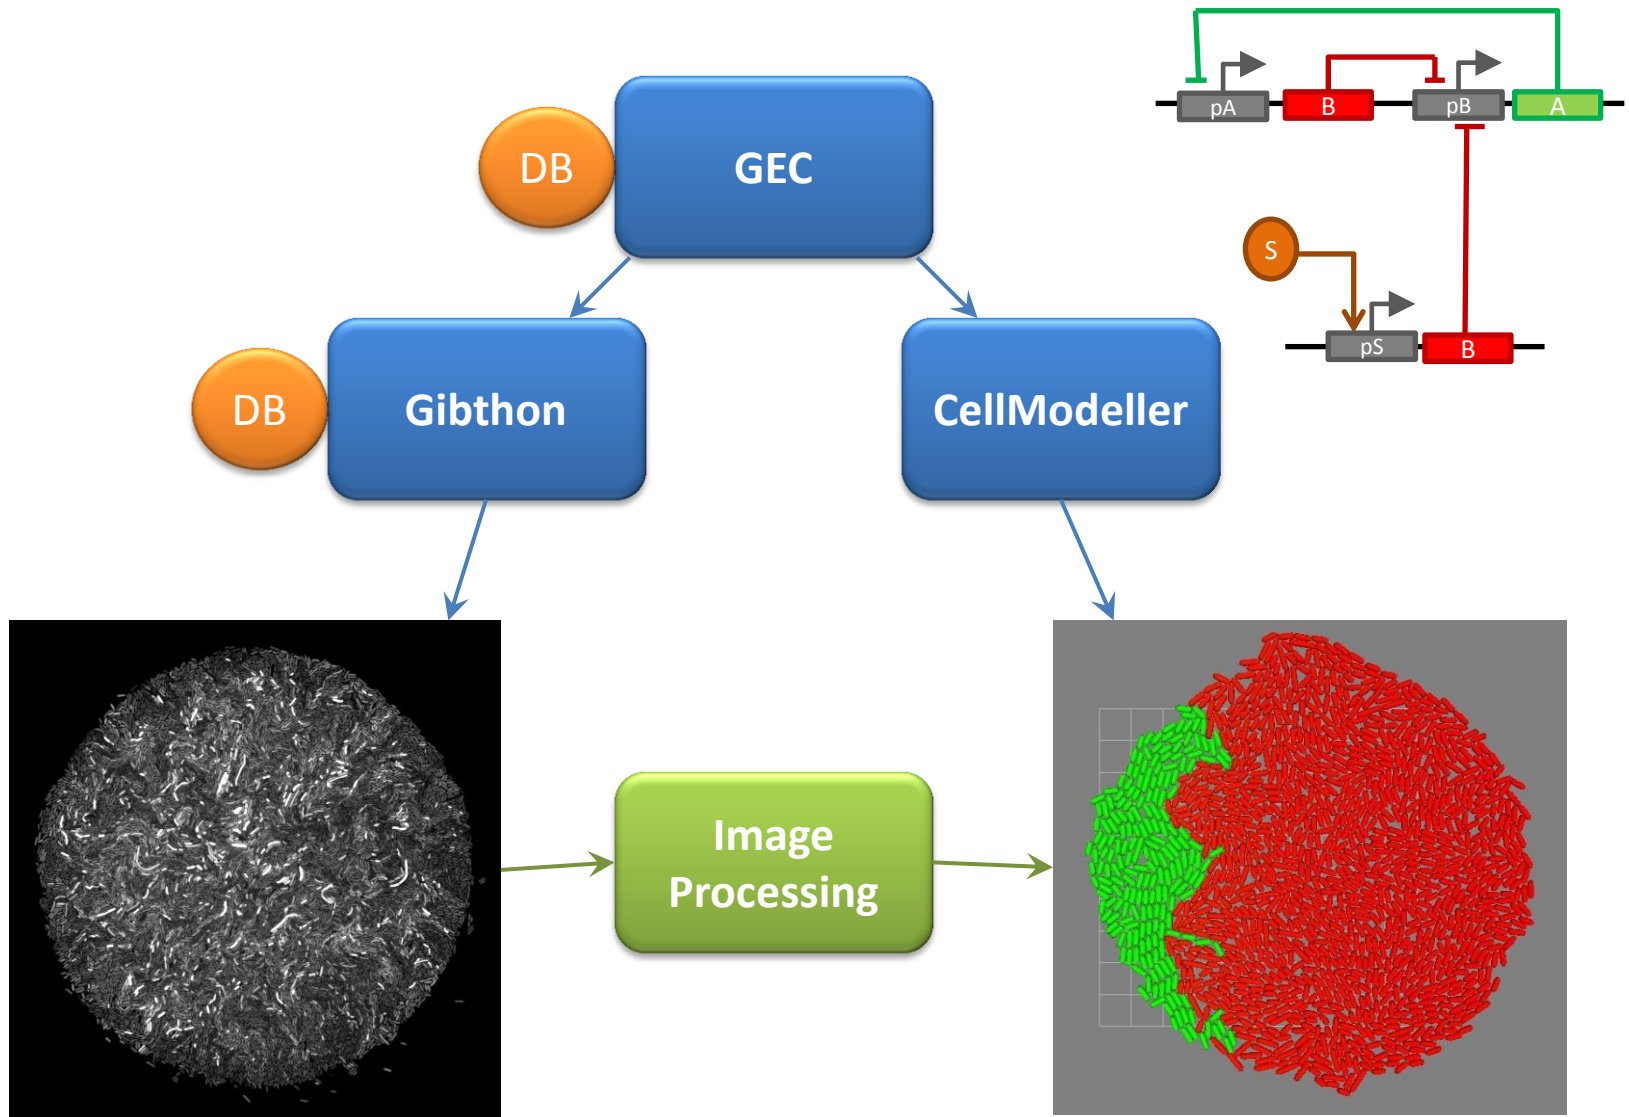 pA
B
pB
A
DB
GEC
S
pS
B
DB
Gibthon
CellModeller
Image
Processing